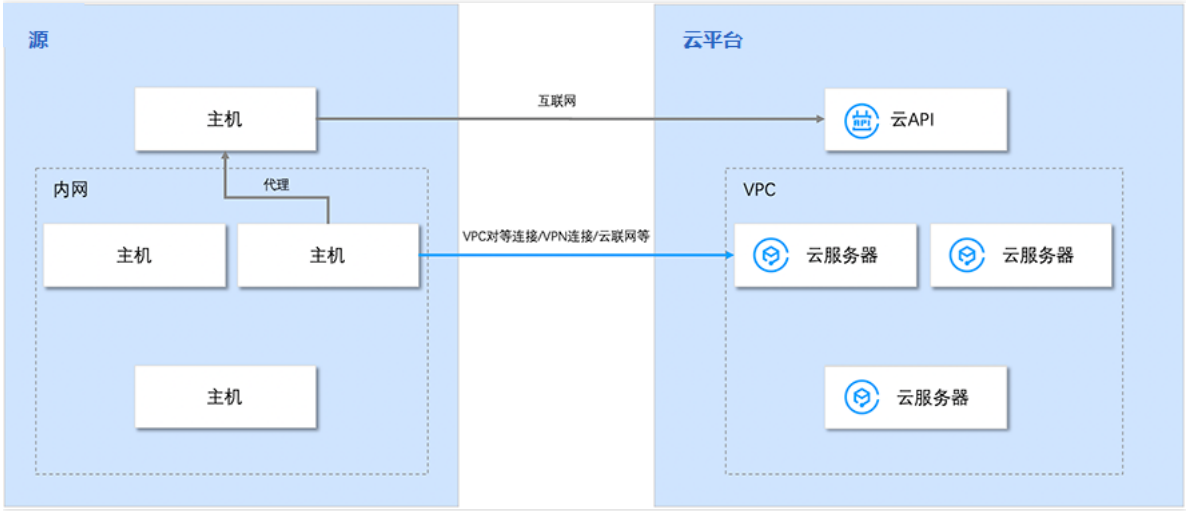 源
云平台
主机
互联网
API
云API
内网
代理
VPC
主机
主机
VPC对等连接/VPN连接/云联网等
云服务器
云服务器
主机
云服务器